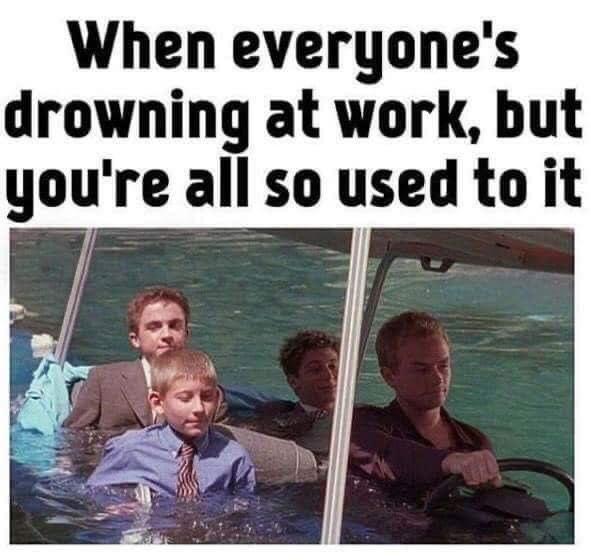 When everyone's
drowning at work, but
you're all so used to it